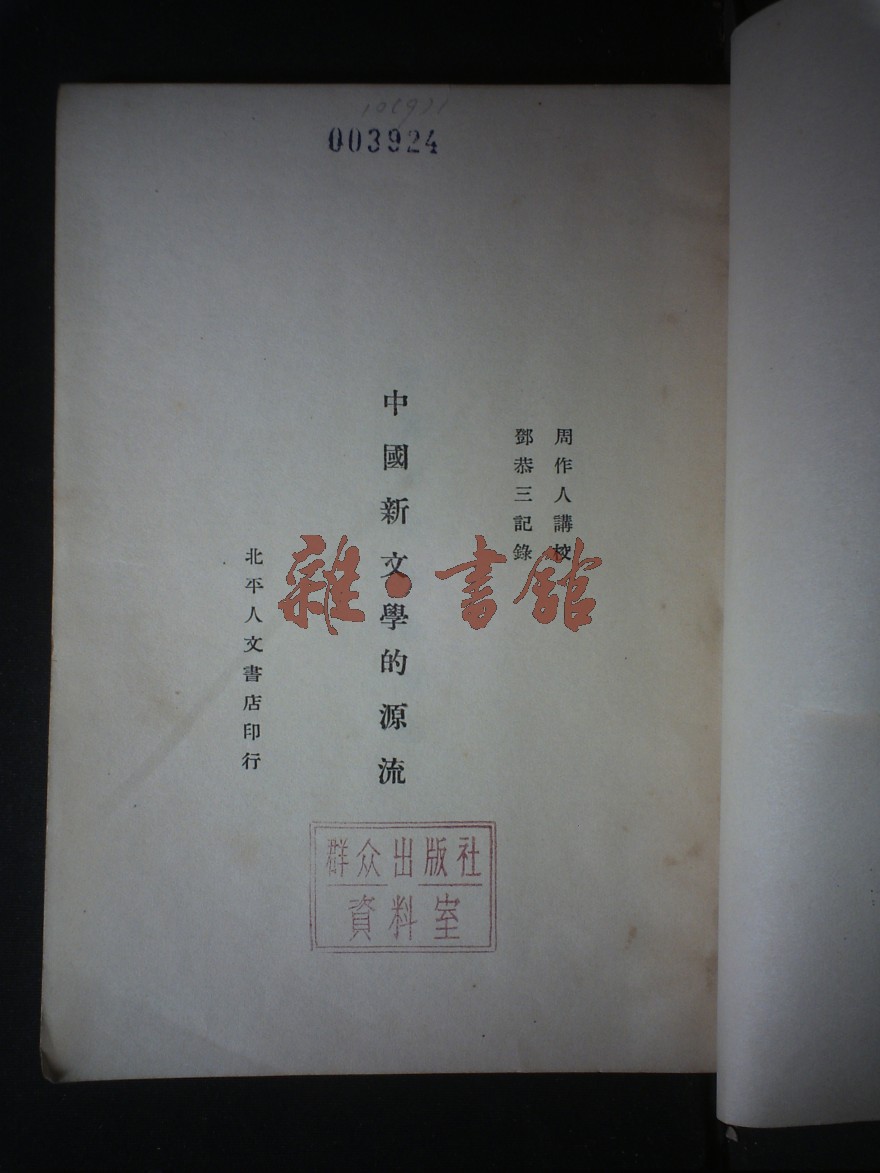 003924
周作人講校
鄧恭三記錄
中國新文學的源流
北平人文書店印行
雜·書館
群众出版社
資料室